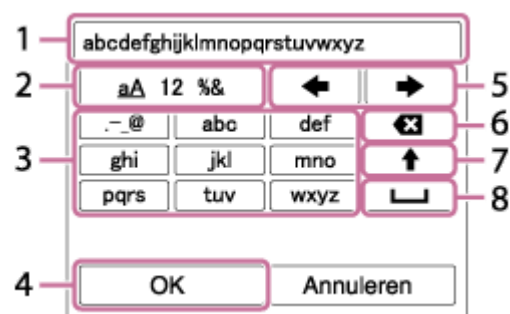 1 abcdefghijklmnopqrstuvwxyz
2 aA 12 %& 5
.-_@ abc def 6
3 ghi jkl mno 7
pqrs tuv wxyz 8
4 OK Annuleren